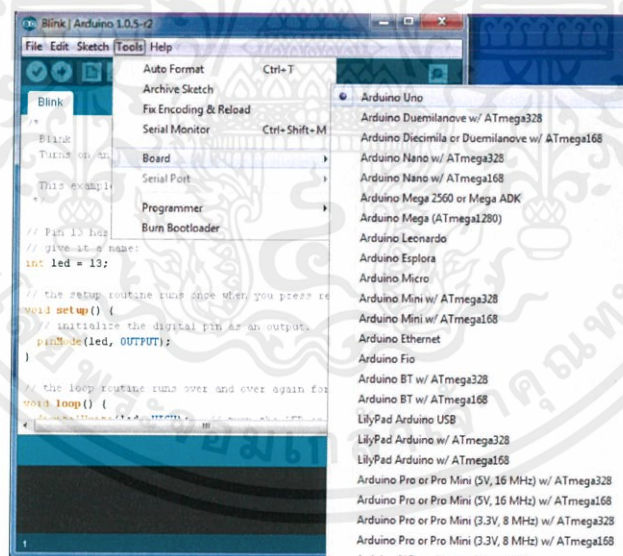 Blink | Arduino 1.0.5-r2
File Edit Sketch Tools Help
Auto Format Ctrl+T
Archive Sketch
Fix Encoding & Reload
Serial Monitor Ctrl+Shift+M
Board
Serial Port
Programmer
Burn Bootloader
Blink
/*
Blink
Turns on an
This example
*/
// Pin 13 has
// give it a name:
int led = 13;
// the setup routine runs once when you press re
void setup() {
// initialize the digital pin as an output.
pinMode(led, OUTPUT);
}
// the loop routine runs over and over again for
void loop() {
1
Arduino Uno
Arduino Duemilanove w/ ATmega328
Arduino Diecimila or Duemilanove w/ ATmega168
Arduino Nano w/ ATmega328
Arduino Nano w/ ATmega168
Arduino Mega 2560 or Mega ADK
Arduino Mega (ATmega1280)
Arduino Leonardo
Arduino Esplora
Arduino Micro
Arduino Mini w/ ATmega328
Arduino Mini w/ ATmega168
Arduino Ethernet
Arduino Fio
Arduino BT w/ ATmega328
Arduino BT w/ ATmega168
LilyPad Arduino USB
LilyPad Arduino w/ ATmega328
LilyPad Arduino w/ ATmega168
Arduino Pro or Pro Mini (5V, 16 MHz) w/ ATmega328
Arduino Pro or Pro Mini (5V, 16 MHz) w/ ATmega168
Arduino Pro or Pro Mini (3.3V, 8 MHz) w/ ATmega328
Arduino Pro or Pro Mini (3.3V, 8 MHz) w/ ATmega168